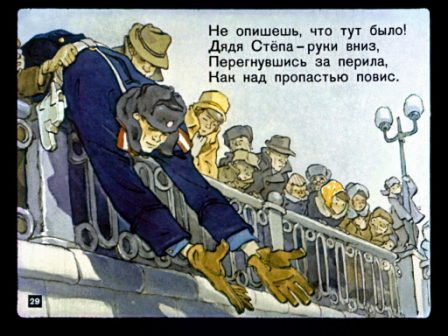 Не опишешь, что тут было!
Дядя Стёпа – руки вниз,
Перегнувшись за перила,
Как над пропастью повис.
29